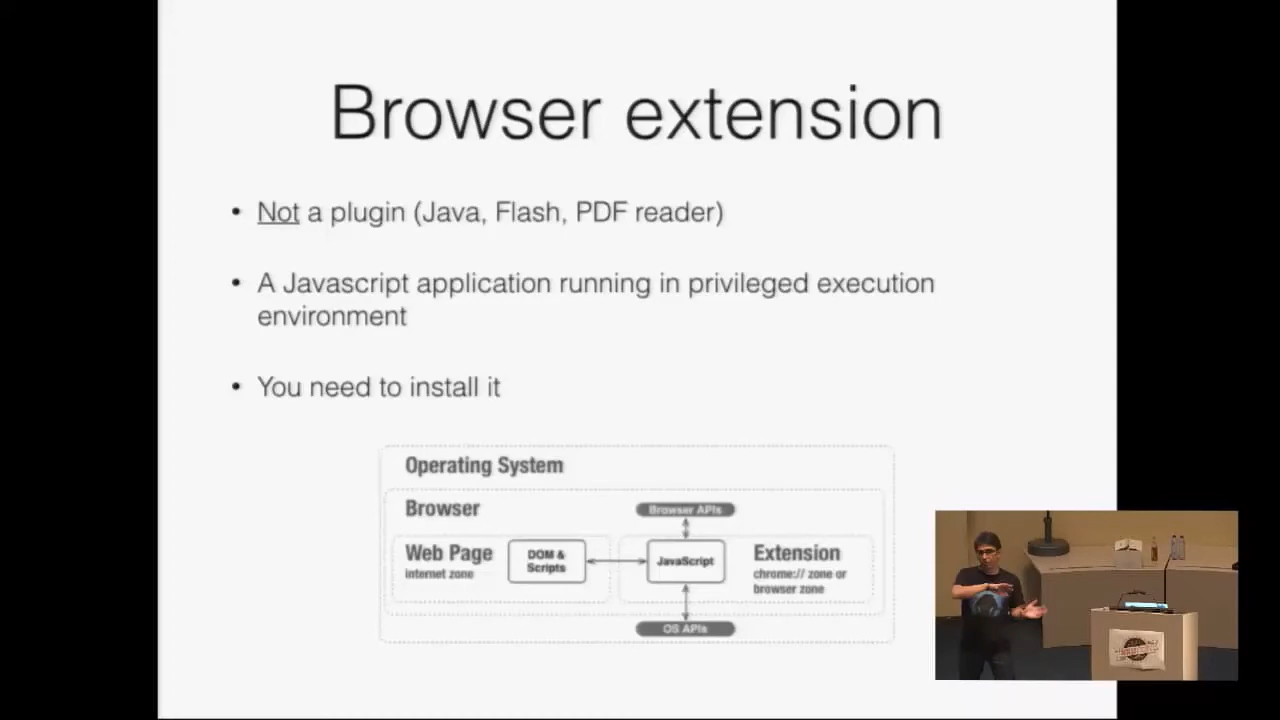 Browser extension
• Not a plugin (Java, Flash, PDF reader)
• A Javascript application running in privileged execution
environment
• You need to install it
Operating System
Browser
Browser APIs
Web Page
internet zone
DOM &
Scripts
JavaScript
Extension
chrome:// zone or
browser zone
OS APIs